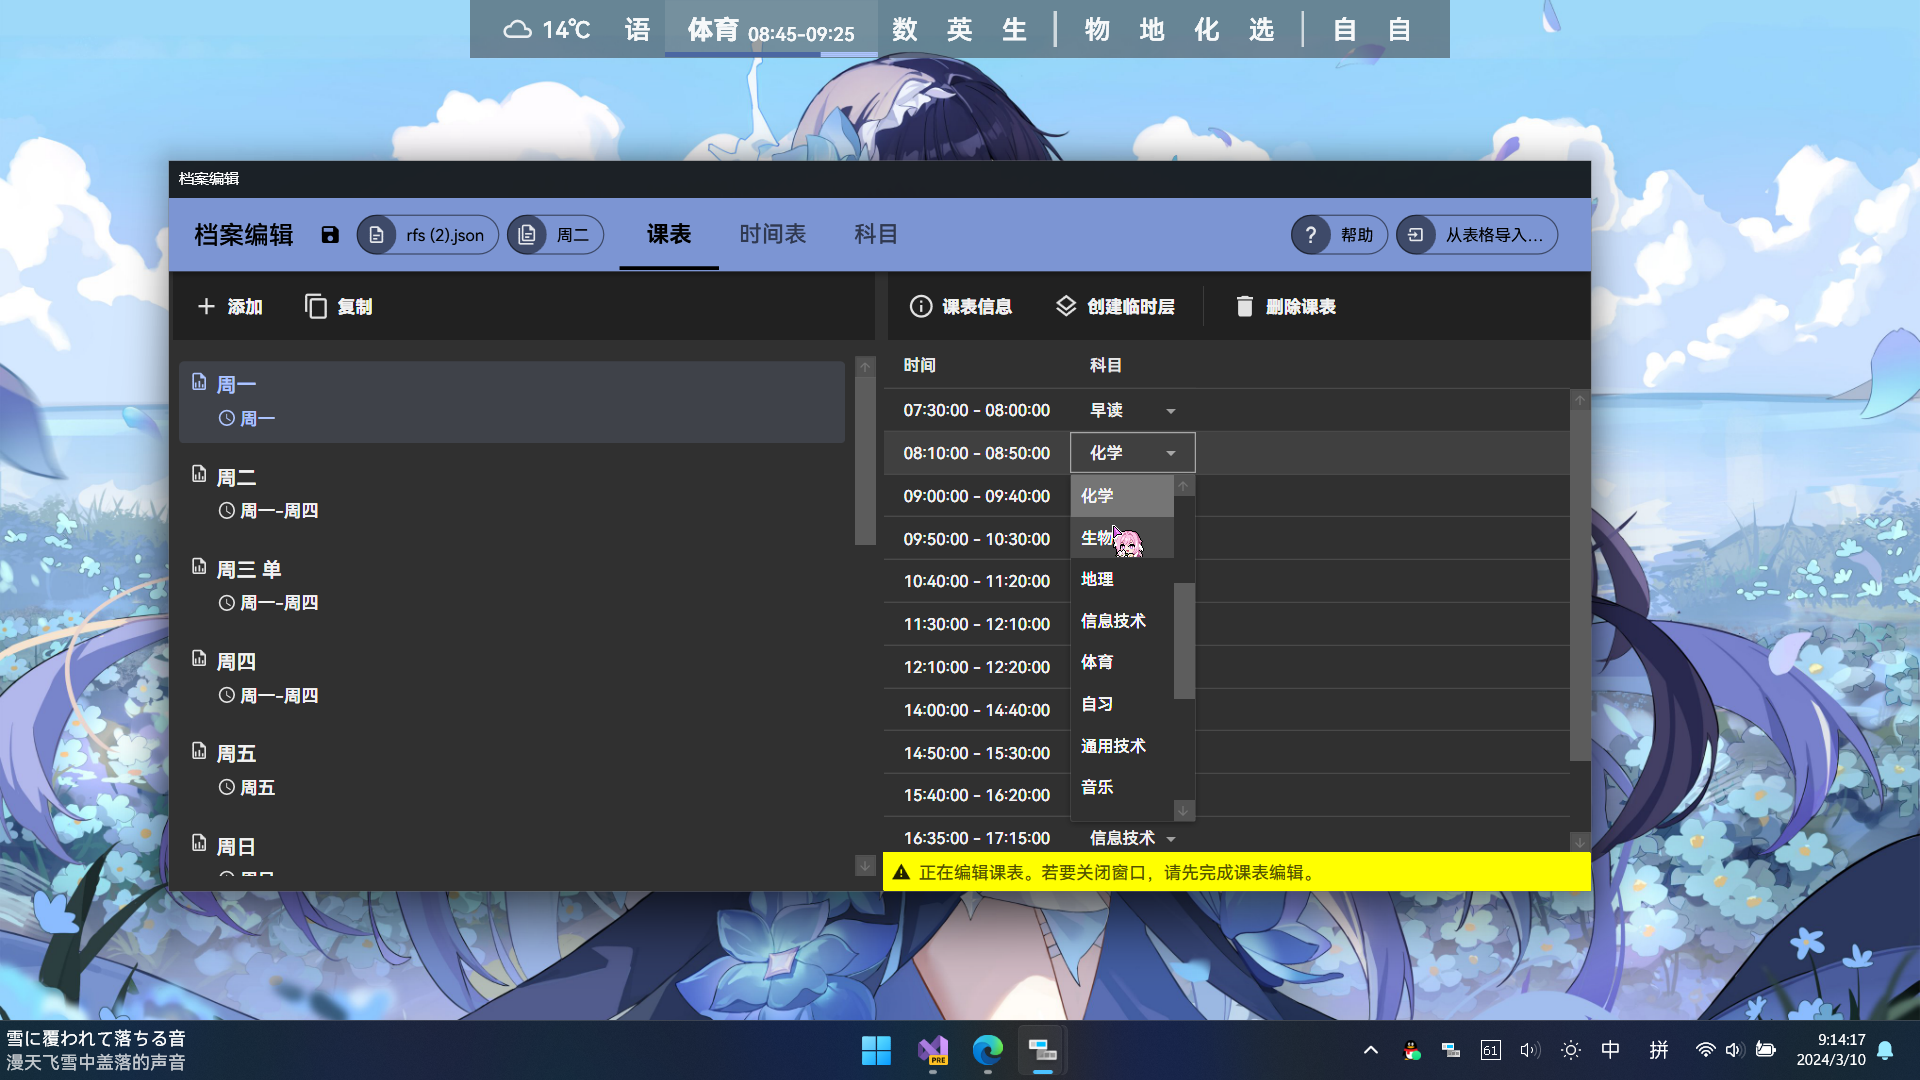 14℃ 语 体育 08:45-09:25 数 英 生 物 地 化 选 自 自
档案编辑
档案编辑 rfs (2).json 周二 课表 时间表 科目 ? 帮助 从表格导入...
添加 复制
课表信息 创建临时层 删除课表
周一
周一
周二
周一-周四
周三 单
周一-周四
周四
周一-周四
周五
周五
周日
时间 科目
07:30:00 - 08:00:00 早读
08:10:00 - 08:50:00 化学
09:00:00 - 09:40:00
09:50:00 - 10:30:00
10:40:00 - 11:20:00
11:30:00 - 12:10:00
12:10:00 - 12:20:00
14:00:00 - 14:40:00
14:50:00 - 15:30:00
15:40:00 - 16:20:00
16:35:00 - 17:15:00 信息技术
化学
生物
地理
信息技术
体育
自习
通用技术
音乐
正在编辑课表。若要关闭窗口，请先完成课表编辑。
雪に覆われて落ちる音
漫天飞雪中盖落的声音
PRE
61
中
拼
9:14:17
2024/3/10